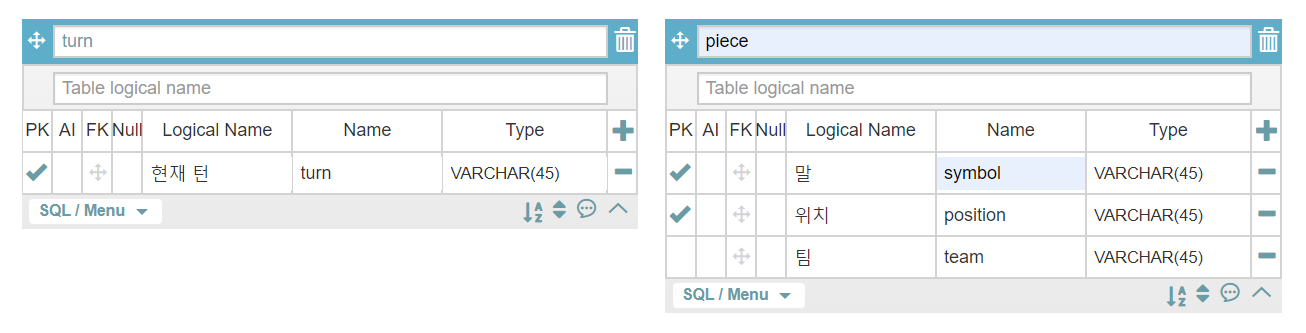 turn
Table logical name
PK AI FK Null Logical Name Name Type
현재 턴 turn VARCHAR(45)
SQL / Menu
piece
Table logical name
PK AI FK Null Logical Name Name Type
말 symbol VARCHAR(45)
위치 position VARCHAR(45)
팀 team VARCHAR(45)
SQL / Menu